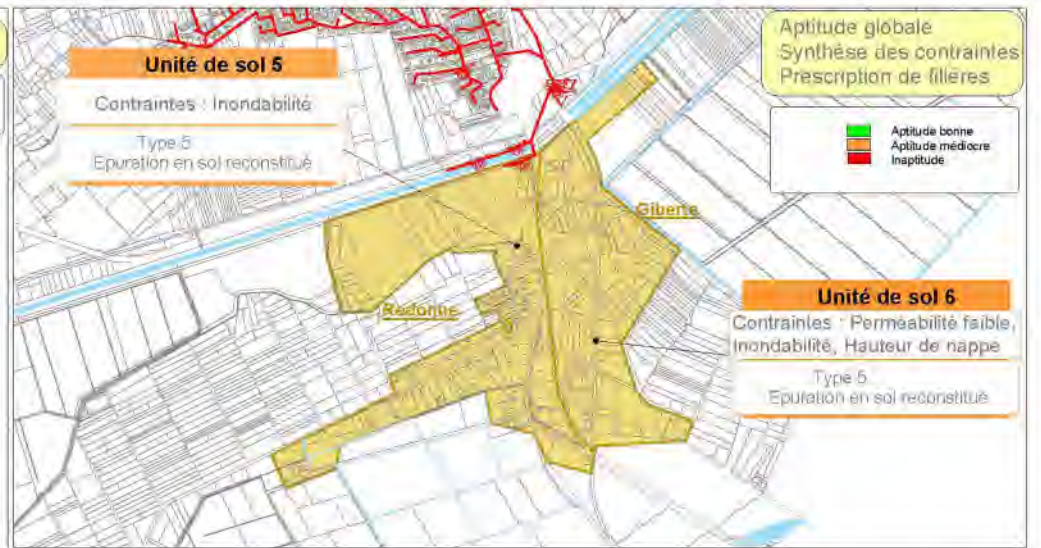 Unité de sol 5
Contraintes : Inondabilité
Type 5
Epuration en sol reconstitué
Aptitude globale
Synthèse des contraintes
Prescription de filières
Aptitude bonne
Aptitude médiocre
Inaptitude
Giberte
Redonne
Unité de sol 6
Contraintes : Perméabilité faible,
Inondabilité, Hauteur de nappe
Type 5
Epuration en sol reconstitué